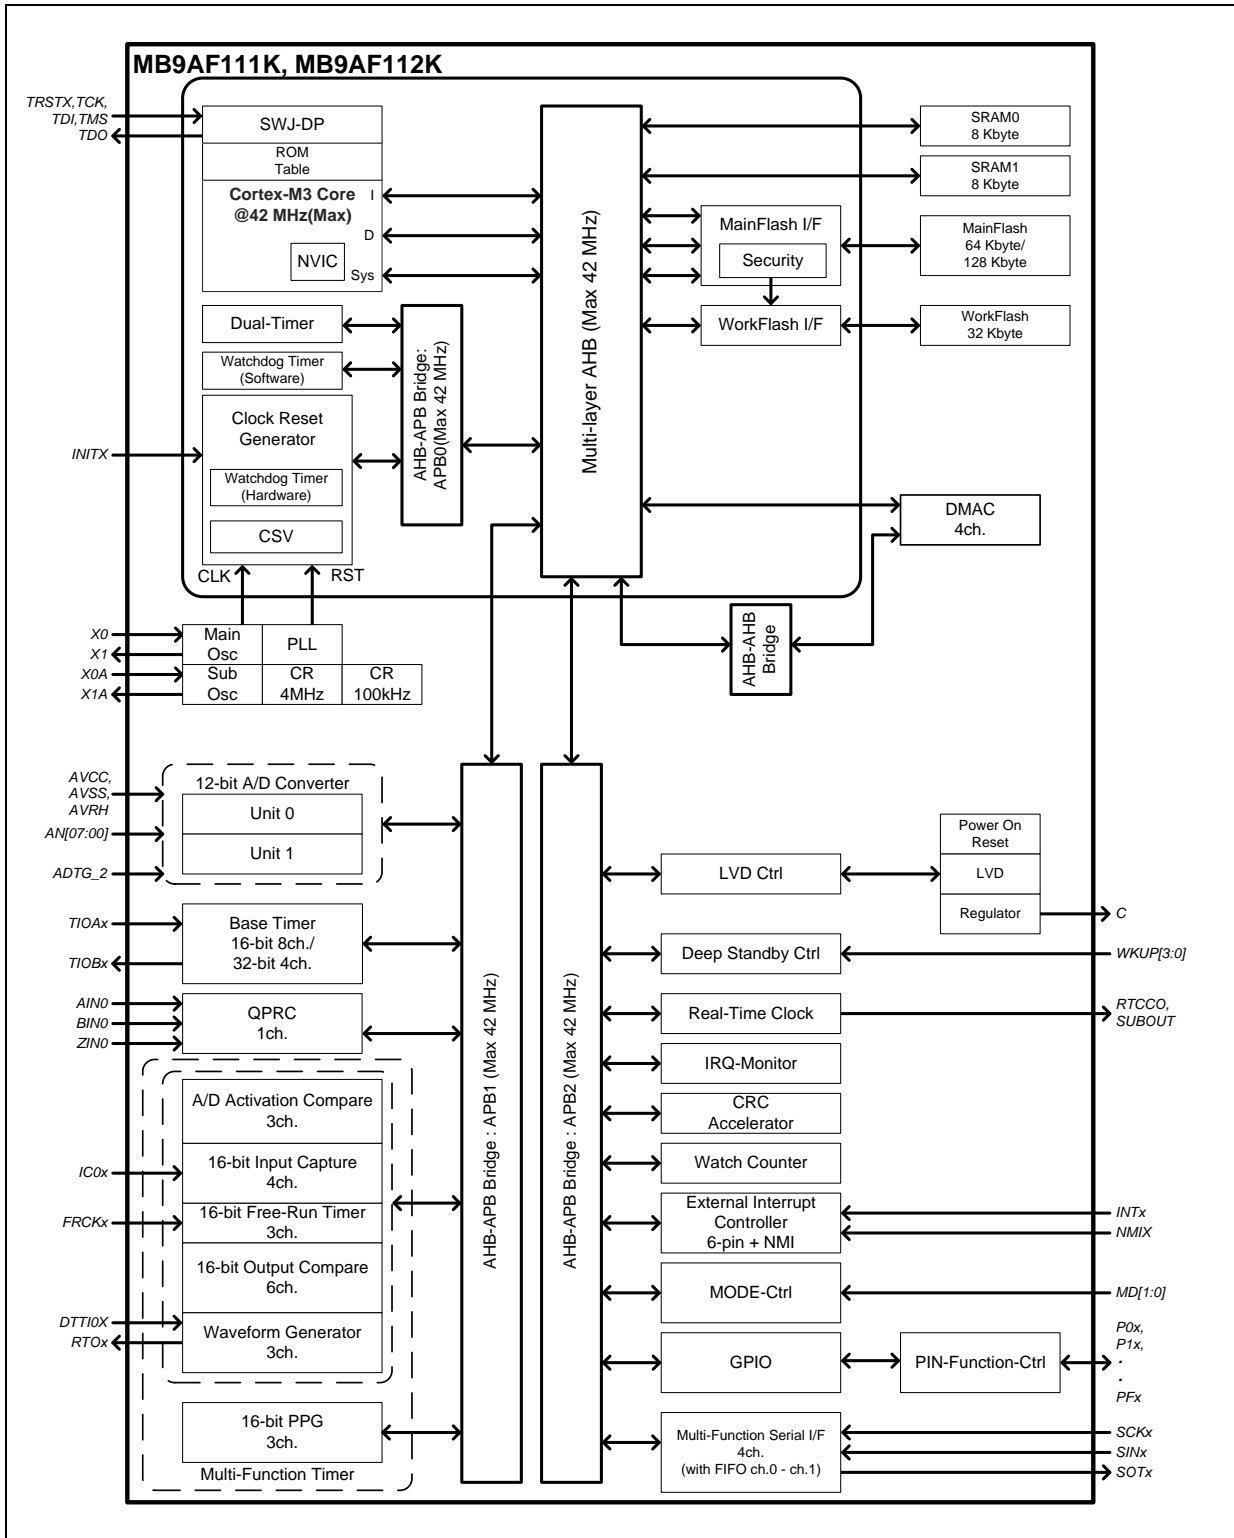 MB9AF111K, MB9AF112K
TRSTX,TCK,
TDI,TMS
TDO
SWJ-DP
ROM
Table
Cortex-M3 Core
@42 MHz(Max)
I
D
Sys
NVIC
Dual-Timer
Watchdog Timer
(Software)
Clock Reset
Generator
Watchdog Timer
(Hardware)
CSV
CLK
RST
INITX
AHB-APB Bridge:
APB0(Max 42 MHz)
Multi-layer AHB (Max 42 MHz)
SRAM0
8 Kbyte
SRAM1
8 Kbyte
MainFlash I/F
Security
MainFlash
64 Kbyte/
128 Kbyte
WorkFlash I/F
WorkFlash
32 Kbyte
DMAC
4ch.
AHB-AHB
Bridge
X0
X1
X0A
X1A
Main
Osc
PLL
Sub
Osc
CR
4MHz
CR
100kHz
AVCC,
AVSS,
AVRH
AN[07:00]
ADTG_2
12-bit A/D Converter
Unit 0
Unit 1
TIOAx
TIOBx
Base Timer
16-bit 8ch./
32-bit 4ch.
AIN0
BIN0
ZIN0
QPRC
1ch.
A/D Activation Compare
3ch.
IC0x
16-bit Input Capture
4ch.
FRCKx
16-bit Free-Run Timer
3ch.
16-bit Output Compare
6ch.
DTTI0X
RTOx
Waveform Generator
3ch.
16-bit PPG
3ch.
Multi-Function Timer
AHB-APB Bridge : APB1 (Max 42 MHz)
AHB-APB Bridge : APB2 (Max 42 MHz)
LVD Ctrl
Power On
Reset
LVD
Regulator
C
Deep Standby Ctrl
WKUP[3:0]
Real-Time Clock
RTCCO,
SUBOUT
IRQ-Monitor
CRC
Accelerator
Watch Counter
External Interrupt
Controller
6-pin + NMI
INTx
NMIX
MODE-Ctrl
MD[1:0]
GPIO
PIN-Function-Ctrl
P0x,
P1x,
.
.
PFx
Multi-Function Serial I/F
4ch.
(with FIFO ch.0 - ch.1)
SCKx
SINx
SOTx